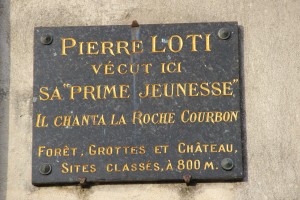 PIERRE LOTI
VÉCUT ICI
SA "PRIME JEUNESSE"
IL CHANTA LA ROCHE COURBON
FORÊT, GROTTES ET CHÂTEAU,
SITES CLASSÉS, À 800 M.